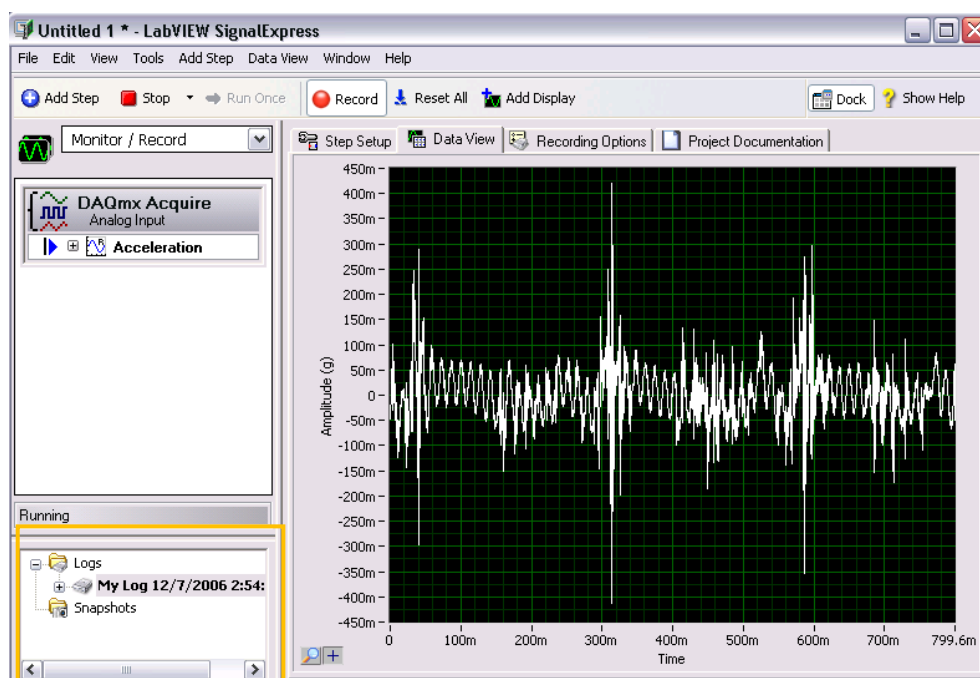 Untitled 1 * - LabVIEW SignalExpress
File Edit View Tools Add Step Data View Window Help
Add Step Stop Run Once Record Reset All Add Display Dock Show Help
Monitor / Record
Step Setup Data View Recording Options Project Documentation
DAQmx Acquire
Analog Input
Acceleration
Running
Logs
My Log 12/7/2006 2:54:
Snapshots
Amplitude (g)
450m
400m
350m
300m
250m
200m
150m
100m
50m
0
-50m
-100m
-150m
-200m
-250m
-300m
-350m
-400m
-450m
0 100m 200m 300m 400m 500m 600m 700m 799.6m
Time